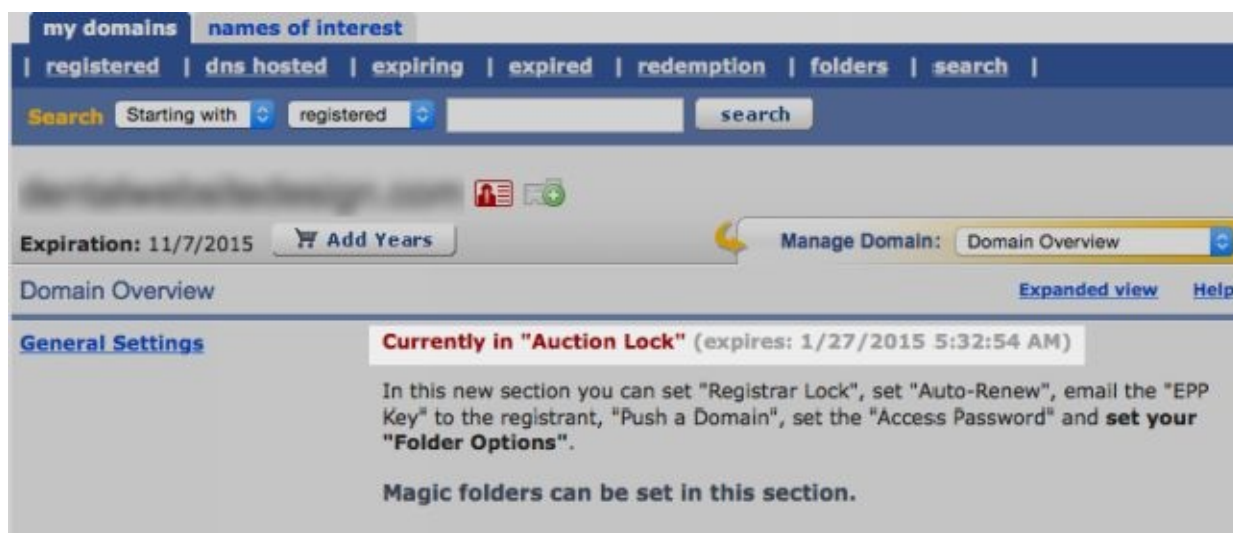 my domains names of interest
| registered | dns hosted | expiring | expired | redemption | folders | search |
Search Starting with registered search
Expiration: 11/7/2015 Add Years Manage Domain: Domain Overview
Domain Overview Expanded view Help
General Settings Currently in "Auction Lock" (expires: 1/27/2015 5:32:54 AM)
In this new section you can set "Registrar Lock", set "Auto-Renew", email the "EPP
Key" to the registrant, "Push a Domain", set the "Access Password" and set your
"Folder Options".
Magic folders can be set in this section.